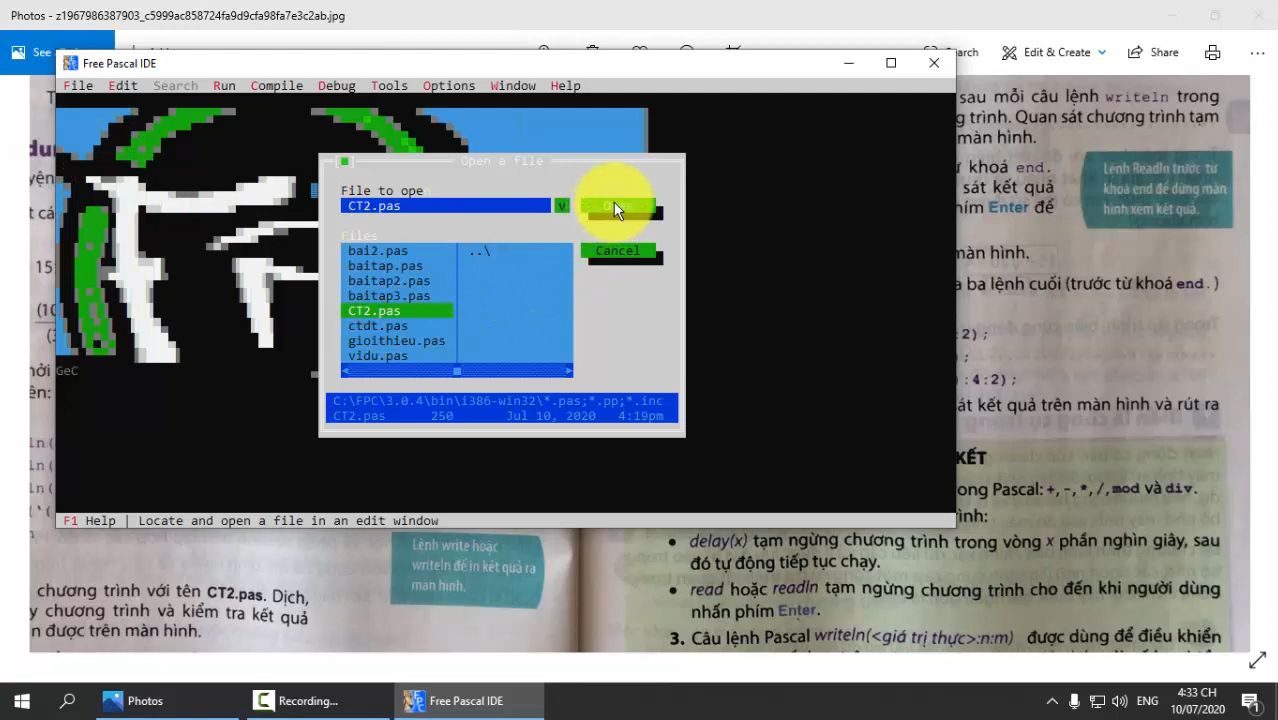 Photos - z1967986387903_c5999ac858724fa9d9cfa98fa7e3c2ab.jpg
See
Edit & Create
Share
Free Pascal IDE
File Edit Search Run Compile Debug Tools Options Window Help
sau mỗi câu lệnh writeln trong
g trình. Quan sát chương trình tạm
màn hình.
ừ khoá end.
sát kết quả
hím Enter để
màn hình.
a ba lệnh cuối (trước từ khoá end.)
:4:2);
át kết quả trên màn hình và rút ra
Lệnh Readln trước từ
khoá end để dừng màn
hình xem kết quả.
Open a file
File to ope
CT2.pas
Open
Files
bai2.pas ..\
baitap.pas
baitap2.pas
baitap3.pas
CT2.pas
ctdt.pas
gioithieu.pas
vidu.pas
Cancel
C:\FPC\3.0.4\bin\i386-win32\*.pas;*.pp;*.inc
CT2.pas 250 Jul 10, 2020 4:19pm
GeC
F1 Help | Locate and open a file in an edit window
KẾT
ong Pascal: +, -, *, /, mod và div.
rình:
• delay(x) tạm ngừng chương trình trong vòng x phần nghìn giây, sau
đó tự động tiếp tục chạy.
• read hoặc readln tạm ngừng chương trình cho đến khi người dùng
nhấn phím Enter.
3. Câu lệnh Pascal writeln(<giá trị thực>:n:m) được dùng để điều khiển
Lệnh write hoặc
writeln để in kết quả ra
màn hình.
chương trình với tên CT2.pas. Dịch,
y chương trình và kiểm tra kết quả
n được trên màn hình.
Photos
Recording...
Free Pascal IDE
ENG
4:33 CH
10/07/2020